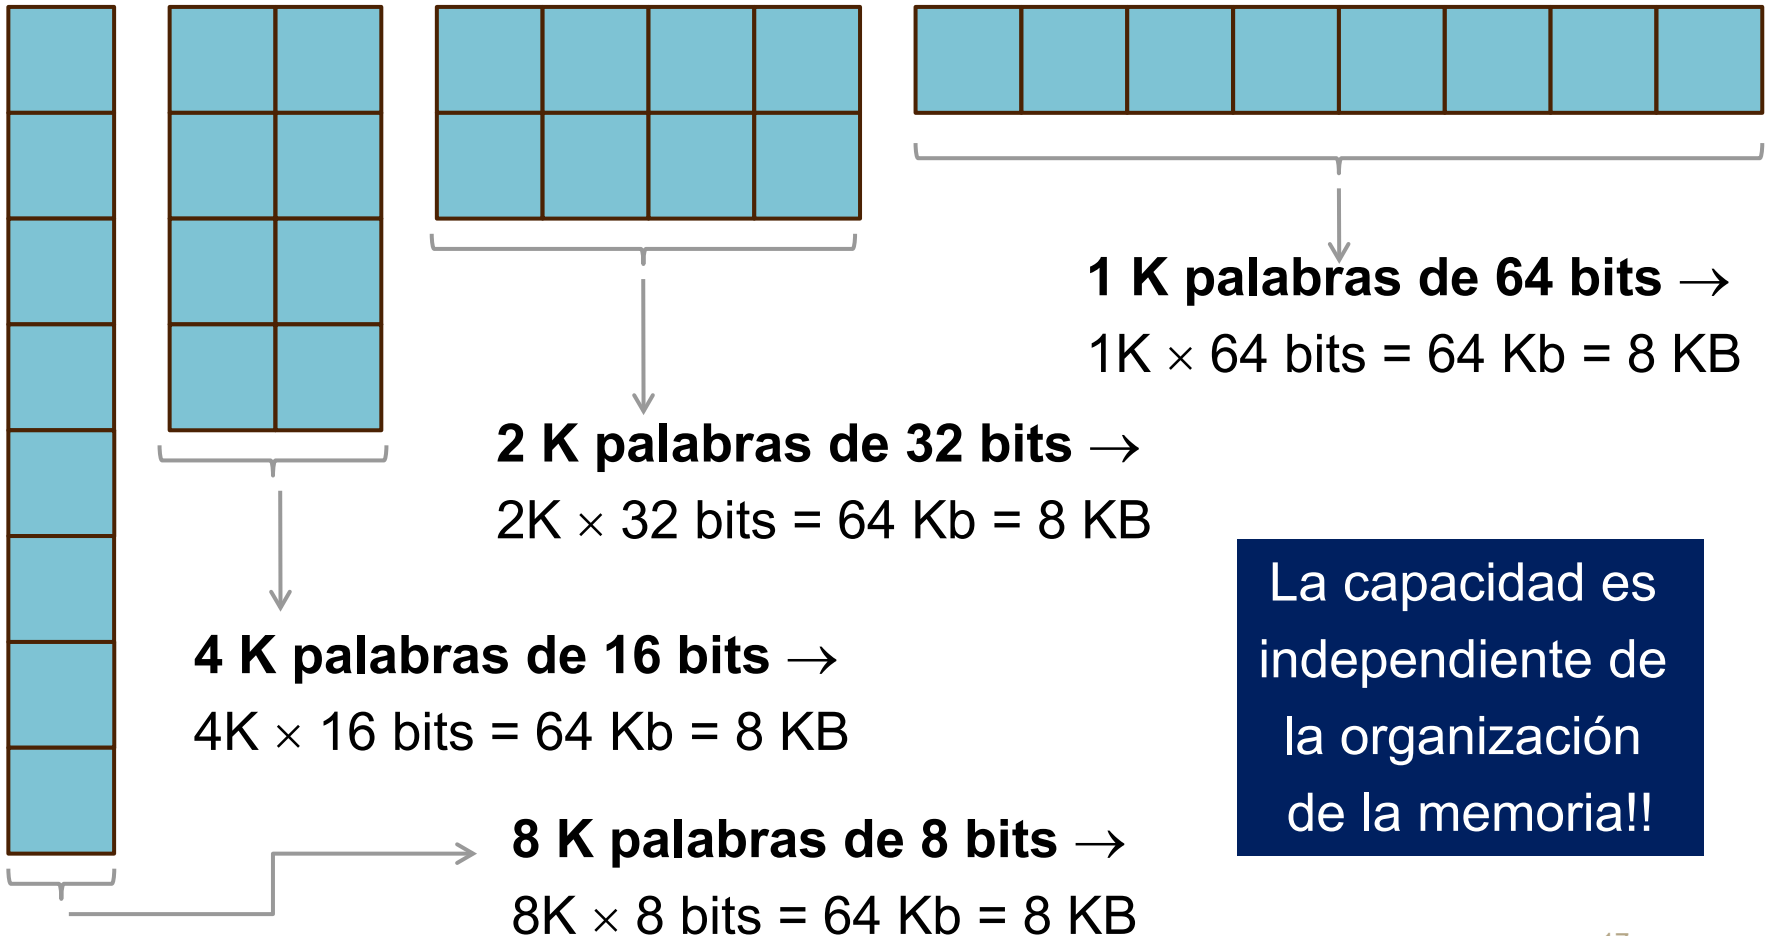 1 K palabras de 64 bits →
1K × 64 bits = 64 Kb = 8 KB
2 K palabras de 32 bits →
2K × 32 bits = 64 Kb = 8 KB
4 K palabras de 16 bits →
4K × 16 bits = 64 Kb = 8 KB
8 K palabras de 8 bits →
8K × 8 bits = 64 Kb = 8 KB
La capacidad es
independiente de
la organización
de la memoria!!